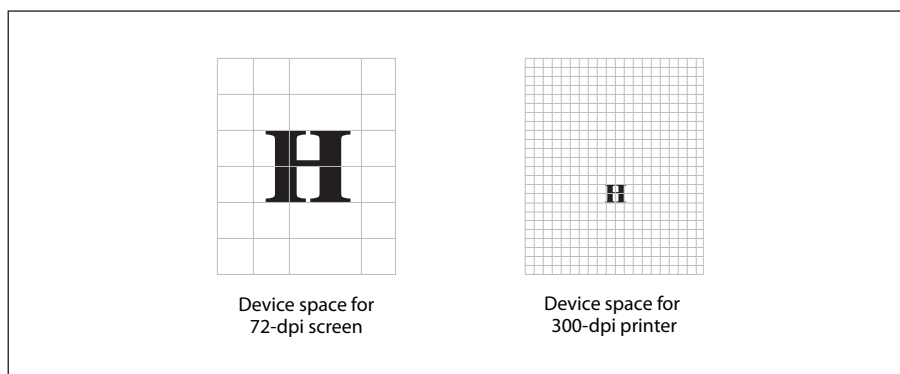 H
H
Device space for
72-dpi screen
Device space for
300-dpi printer